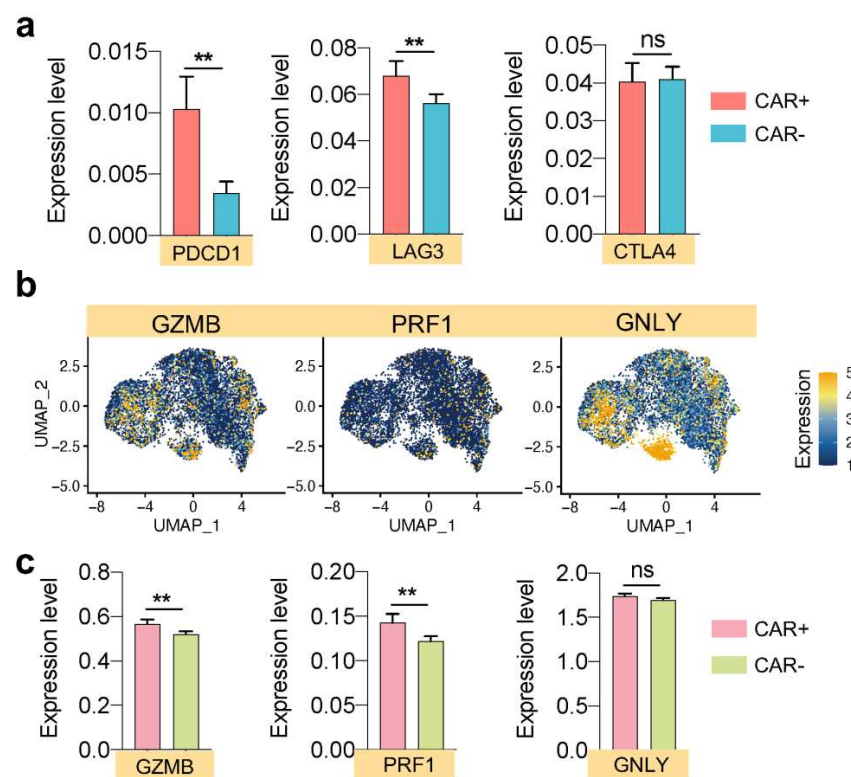 a
Expression level
0.015
0.010
0.005
0.000
**
PDCD1
Expression level
0.08
0.06
0.04
0.02
0.00
**
LAG3
Expression level
0.05
0.04
0.03
0.02
0.01
0.00
ns
CTLA4
CAR+
CAR-
b
GZMB PRF1 GNLY
UMAP_2
2.5
0.0
−2.5
−5.0
−8 −4 0 4
UMAP_1
2.5
0.0
−2.5
−5.0
−8 −4 0 4
UMAP_1
2.5
0.0
−2.5
−5.0
−8 −4 0 4
UMAP_1
Expression
5
4
3
2
1
c
Expression level
0.8
0.6
0.4
0.2
0.0
**
GZMB
Expression level
0.20
0.15
0.10
0.05
0.00
**
PRF1
Expression level
2.0
1.5
1.0
0.5
0.0
ns
GNLY
CAR+
CAR-